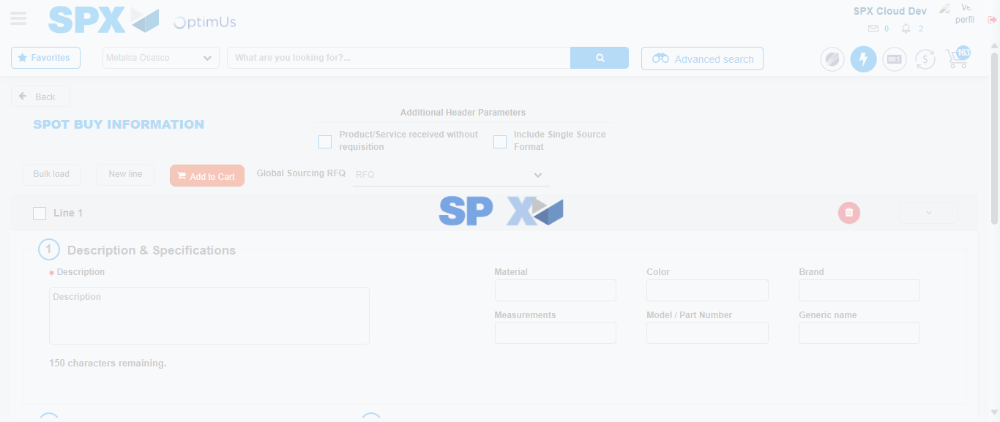 SPX
OptimUs
SPX Cloud Dev
Ve
perfil
0
2
Favorites
Metalsa Osasco
What are you looking for?...
Advanced search
163
Back
SPOT BUY INFORMATION
Additional Header Parameters
Product/Service received without
requisition
Include Single Source
Format
Bulk load
New line
Add to Cart
Global Sourcing RFQ
RFQ
SPX
Line 1
1
Description & Specifications
* Description
Description
150 characters remaining.
Material
Color
Brand
Measurements
Model / Part Number
Generic name